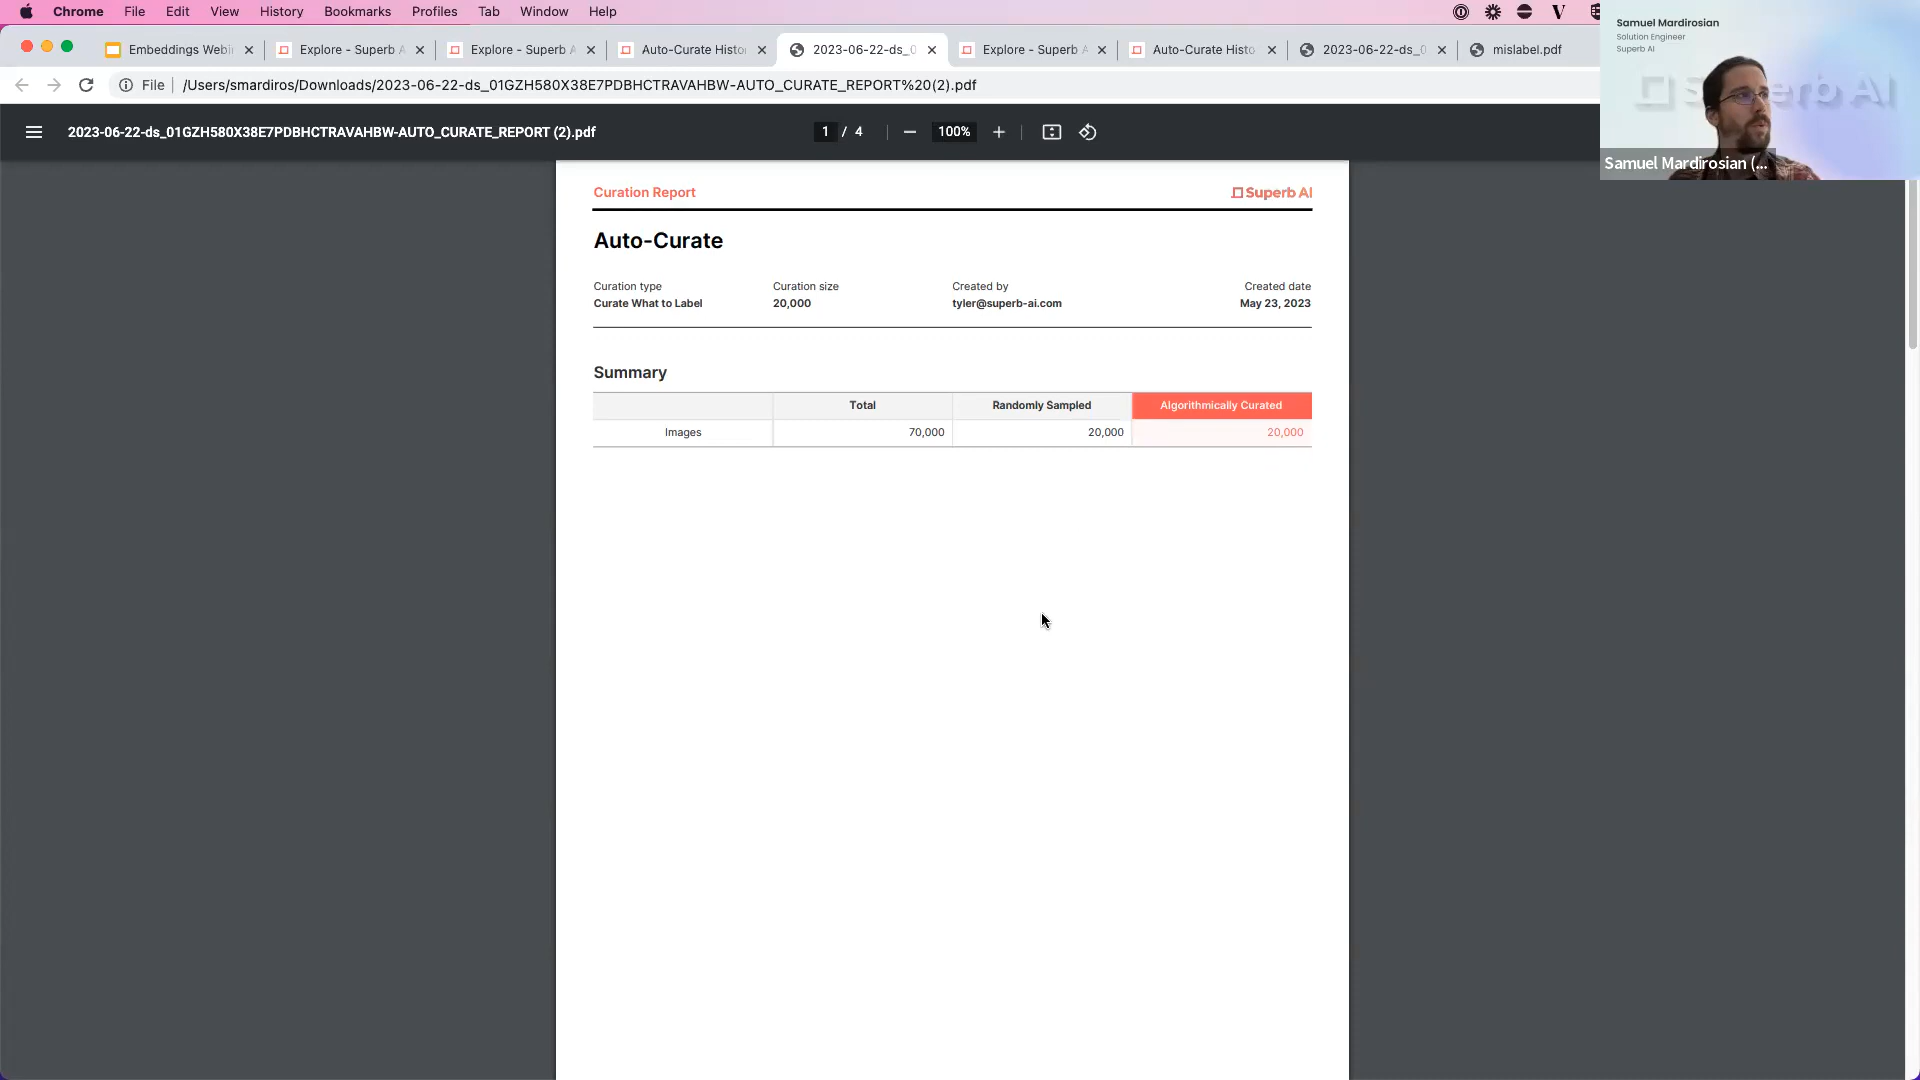 Chrome File Edit View History Bookmarks Profiles Tab Window Help
Embeddings Webi
Explore - Superb A
Explore - Superb A
Auto-Curate Histo
2023-06-22-ds_0
Explore - Superb A
Auto-Curate Histo
2023-06-22-ds_0
mislabel.pdf
File /Users/smardiros/Downloads/2023-06-22-ds_01GZH580X38E7PDBHCTRAVAHBW-AUTO_CURATE_REPORT%20(2).pdf
2023-06-22-ds_01GZH580X38E7PDBHCTRAVAHBW-AUTO_CURATE_REPORT (2).pdf
1 / 4
100%
Samuel Mardirosian
Solution Engineer
Superb AI
Samuel Mardirosian (...
Curation Report
Superb AI
Auto-Curate
Curation type Curation size Created by Created date
Curate What to Label 20,000 tyler@superb-ai.com May 23, 2023
Summary
Total Randomly Sampled Algorithmically Curated
Images 70,000 20,000 20,000